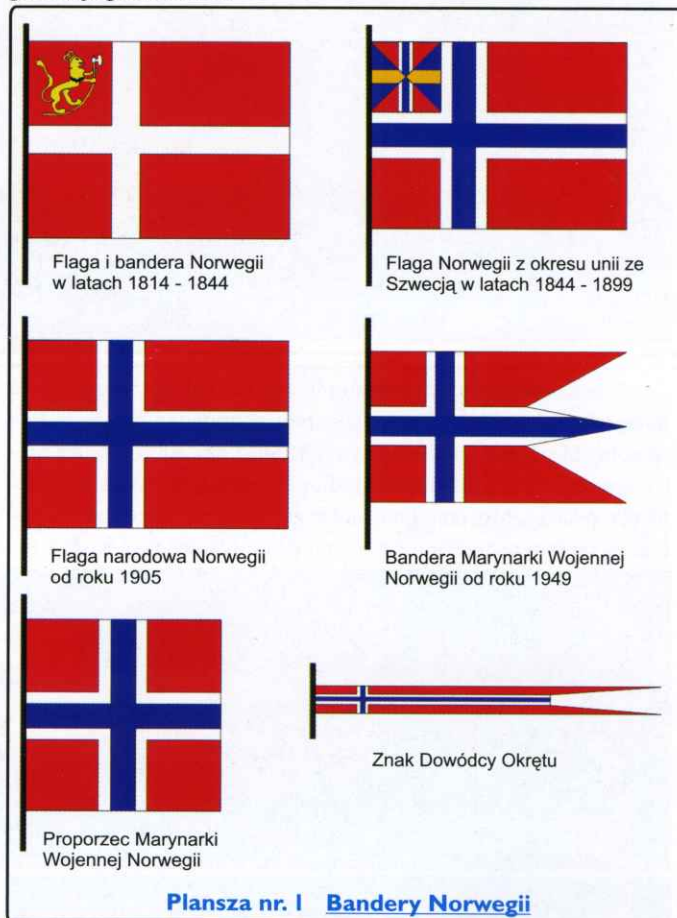 Flaga i bandera Norwegii
w latach 1814 - 1844
Flaga Norwegii z okresu unii ze
Szwecją w latach 1844 - 1899
Flaga narodowa Norwegii
od roku 1905
Bandera Marynarki Wojennej
Norwegii od roku 1949
Proporzec Marynarki
Wojennej Norwegii
Znak Dowódcy Okrętu
Plansza nr. 1 Bandery Norwegii